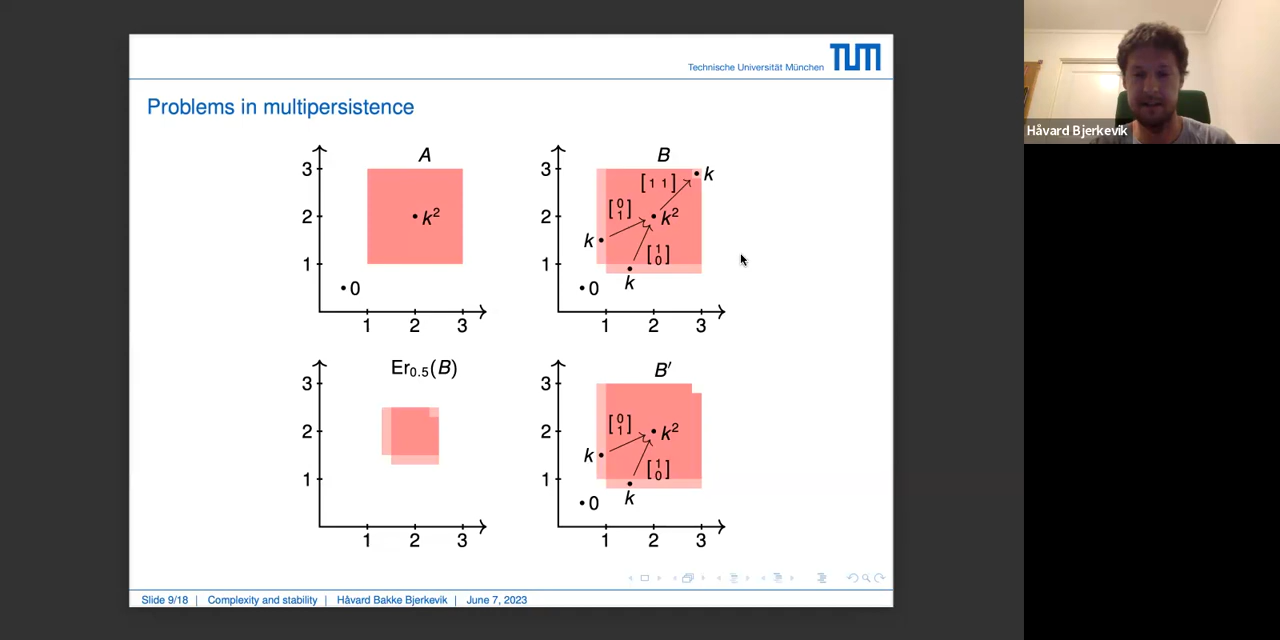 Technische Universität München TUM
Problems in multipersistence
A
3
2
1
k²
0
1 2 3
B
3
2
1
[1 1]
k
[0 1]
k²
k
[1 0]
0
k
1 2 3
Er₀.₅(B)
3
2
1
1 2 3
B′
3
2
1
[0 1]
k²
k
[1 0]
0
k
1 2 3
Slide 9/18 | Complexity and stability | Håvard Bakke Bjerkevik | June 7, 2023
Håvard Bjerkevik